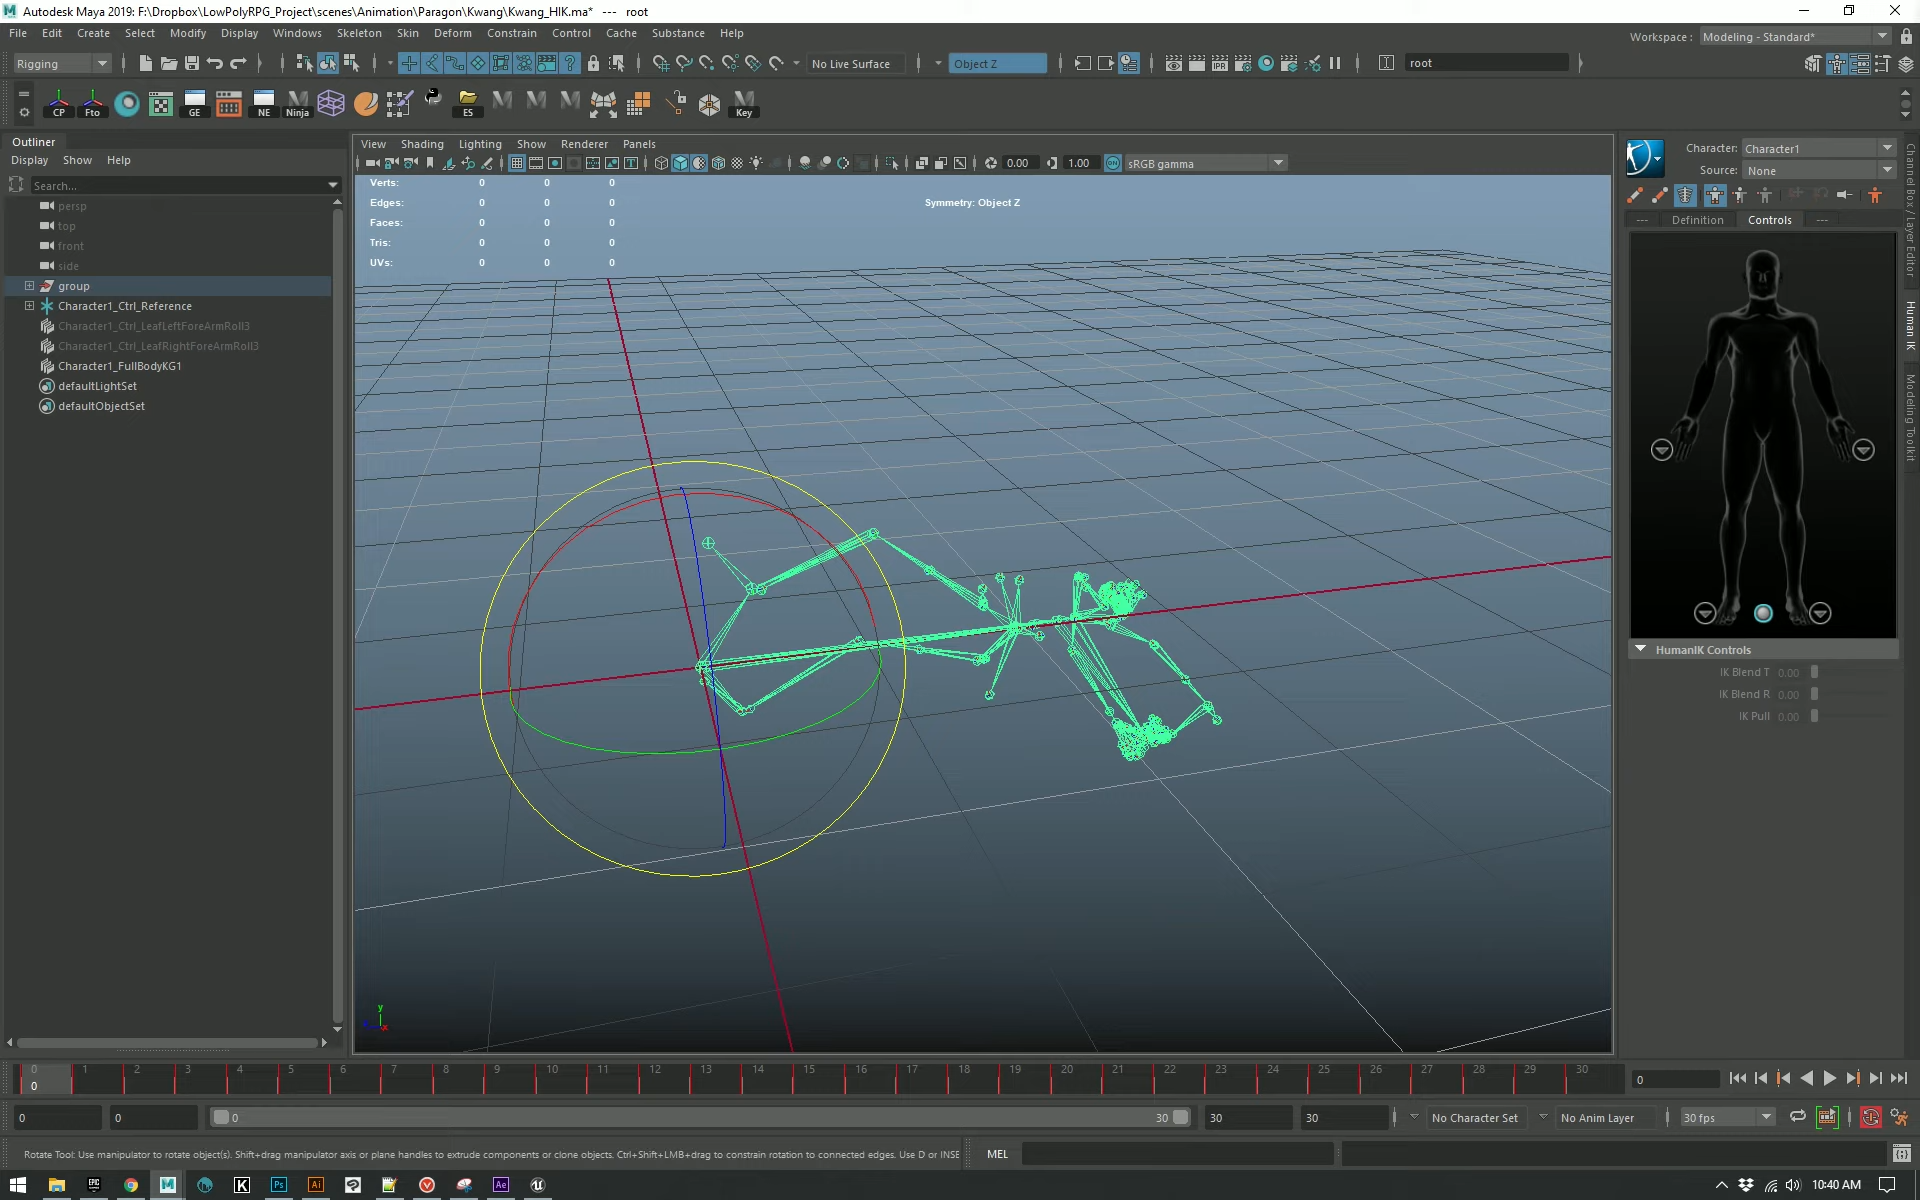 Autodesk Maya 2019: F:\Dropbox\LowPolyRPG_Project\scenes\Animation\Paragon\Kwang\Kwang_HIK.ma* --- root
File Edit Create Select Modify Display Windows Skeleton Skin Deform Constrain Control Cache Substance Help
Workspace : Modeling - Standard*
Rigging
No Live Surface
Object Z
IPR
root
CP Fto GE NE Ninja ES Key
Outliner
Display Show Help
Search...
persp
top
front
side
group
Character1_Ctrl_Reference
Character1_Ctrl_LeafLeftForeArmRoll3
Character1_Ctrl_LeafRightForeArmRoll3
Character1_FullBodyKG1
defaultLightSet
defaultObjectSet
View Shading Lighting Show Renderer Panels
0.00 1.00 ON sRGB gamma
Verts: 0 0 0
Edges: 0 0 0
Faces: 0 0 0
Tris: 0 0 0
UVs: 0 0 0
Symmetry: Object Z
y
x
Character: Character1
Source: None
--- Definition Controls ---
HumanIK Controls
IK Blend T 0.00
IK Blend R 0.00
IK Pull 0.00
Channel Box / Layer Editor
Human IK
Modeling Toolkit
0 1 2 3 4 5 6 7 8 9 10 11 12 13 14 15 16 17 18 19 20 21 22 23 24 25 26 27 28 29 30
0
0
0 0 0 30 30 30 No Character Set No Anim Layer 30 fps
Rotate Tool: Use manipulator to rotate object(s). Shift+drag manipulator axis or plane handles to extrude components or clone objects. Ctrl+Shift+LMB+drag to constrain rotation to connected edges. Use D or INSE
MEL
EPIC M K Ps Ai Ae 10:40 AM